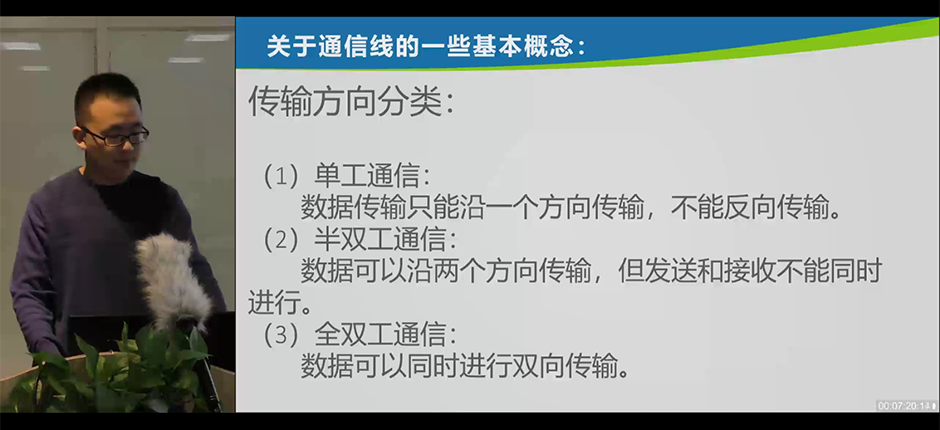 关于通信线的一些基本概念：
传输方向分类：
（1）单工通信：
数据传输只能沿一个方向传输，不能反向传输。
（2）半双工通信：
数据可以沿两个方向传输，但发送和接收不能同时
进行。
（3）全双工通信：
数据可以同时进行双向传输。